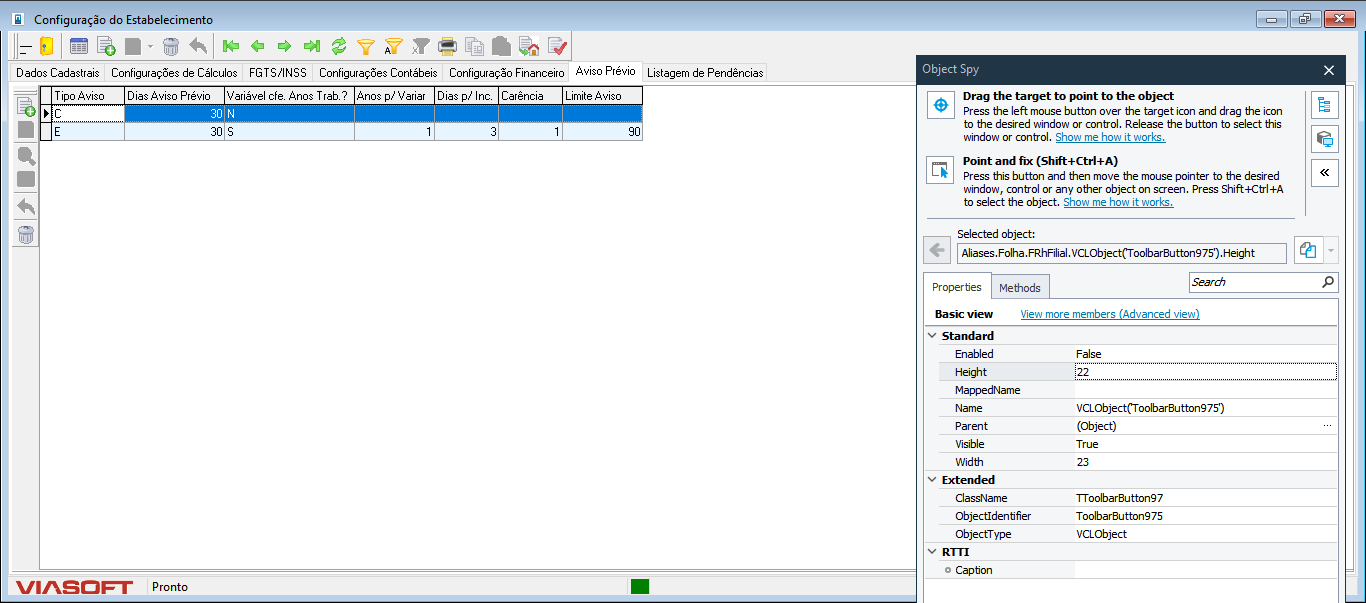 Configuração do Estabelecimento
Dados Cadastrais Configurações de Cálculos FGTS/INSS Configurações Contábeis Configuração Financeiro Aviso Prévio Listagem de Pendências
Tipo Aviso Dias Aviso Prévio Variável cfe. Anos Trab.? Anos p/ Variar Dias p/ Inc. Carência Limite Aviso
C 30 N
E 30 S 1 3 1 90
VIASOFT Pronto
Object Spy
Drag the target to point to the object
Press the left mouse button over the target icon and drag the icon
to the desired window or control. Release the button to select this
window or control. Show me how it works.
Point and fix (Shift+Ctrl+A)
Press this button and then move the mouse pointer to the desired
window, control or any other object on screen. Press Shift+Ctrl+A
to select the object. Show me how it works.
Selected object:
Aliases.Folha.FRhFilial.VCLObject('ToolbarButton975').Height
Properties Methods Search
Basic view View more members (Advanced view)
Standard
Enabled False
Height 22
MappedName
Name VCLObject('ToolbarButton975')
Parent (Object) ...
Visible True
Width 23
Extended
ClassName TToolbarButton97
ObjectIdentifier ToolbarButton975
ObjectType VCLObject
RTTI
Caption